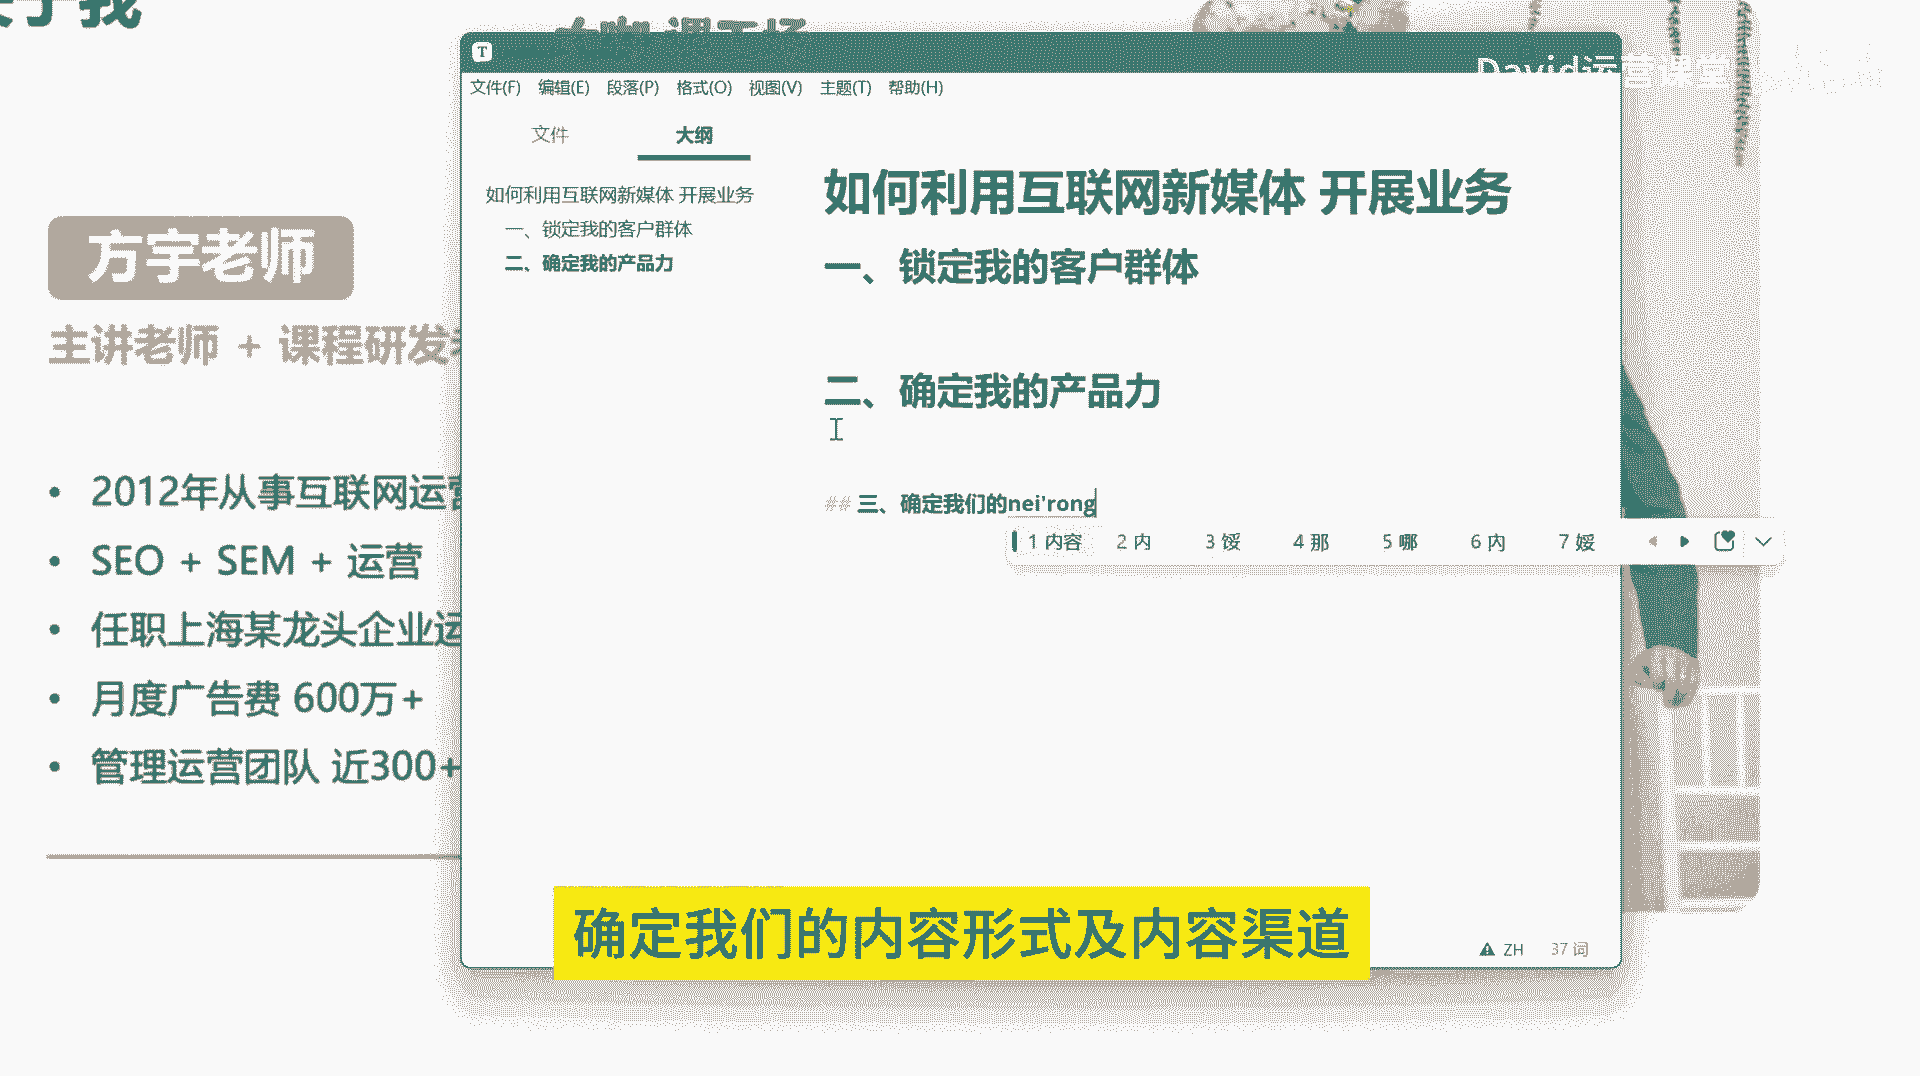 David运营课堂
文件(F) 编辑(E) 段落(P) 格式(O) 视图(V) 主题(T) 帮助(H)
文件 大纲
如何利用互联网新媒体 开展业务
一、锁定我的客户群体
二、确定我的产品力
如何利用互联网新媒体 开展业务
一、锁定我的客户群体
二、确定我的产品力
## 三、确定我们的nei'rong
1 内容 2 内 3 馁 4 那 5 哪 6 内 7 娞
方宇老师
主讲老师 + 课程研发
• 2012年从事互联网运营
• SEO + SEM + 运营
• 任职上海某龙头企业运
• 月度广告费 600万+
• 管理运营团队 近300+
确定我们的内容形式及内容渠道
ZH 37 词